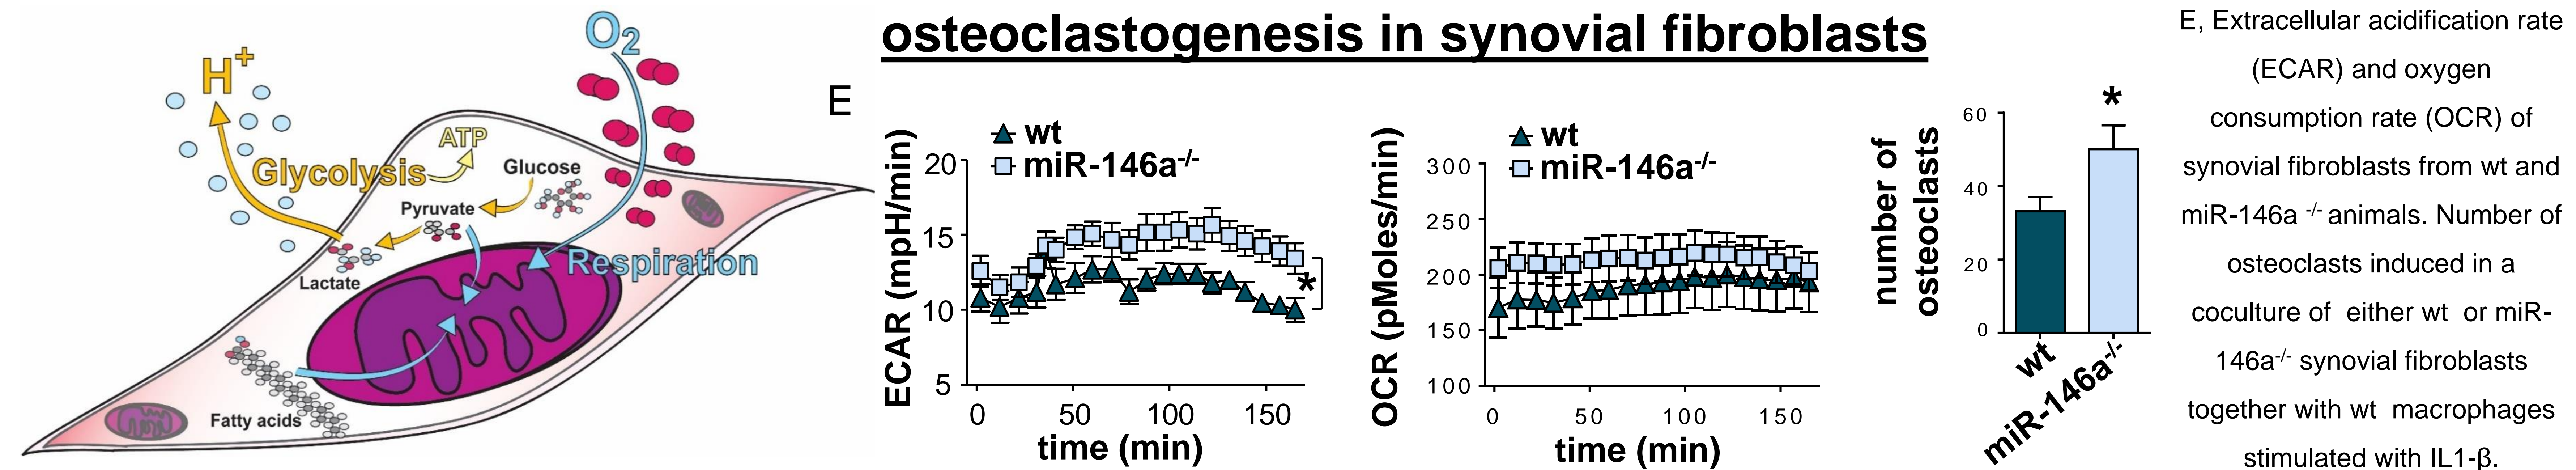 H+
O2
Glycolysis
ATP
Glucose
Pyruvate
Lactate
Respiration
Fatty acids
E
osteoclastogenesis in synovial fibroblasts
wt
miR-146a-/-
ECAR (mpH/min)
20
15
10
5
*
0 50 100 150
time (min)
wt
miR-146a-/-
OCR (pMoles/min)
300
250
200
150
100
0 50 100 150
time (min)
number of
osteoclasts
60
40
20
0
*
wt
miR-146a-/-
E, Extracellular acidification rate
(ECAR) and oxygen
consumption rate (OCR) of
synovial fibroblasts from wt and
miR-146a -/- animals. Number of
osteoclasts induced in a
coculture of either wt or miR-
146a-/- synovial fibroblasts
together with wt macrophages
stimulated with IL1-β.